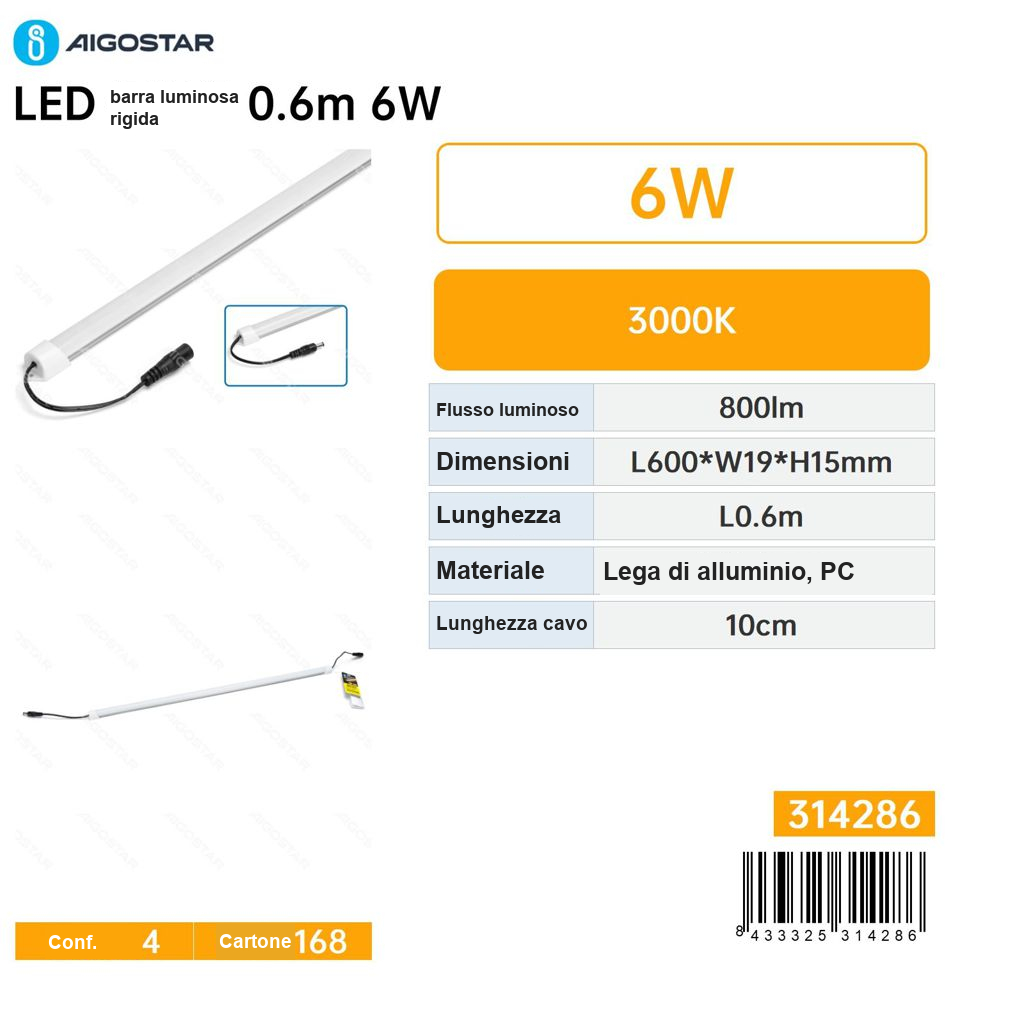 AIGOSTAR
LED barra luminosa rigida 0.6m 6W
6W
3000K
Flusso luminoso 800lm
Dimensioni L600*W19*H15mm
Lunghezza L0.6m
Materiale Lega di alluminio, PC
Lunghezza cavo 10cm
314286
8 433325 314286
Conf. 4 Cartone 168